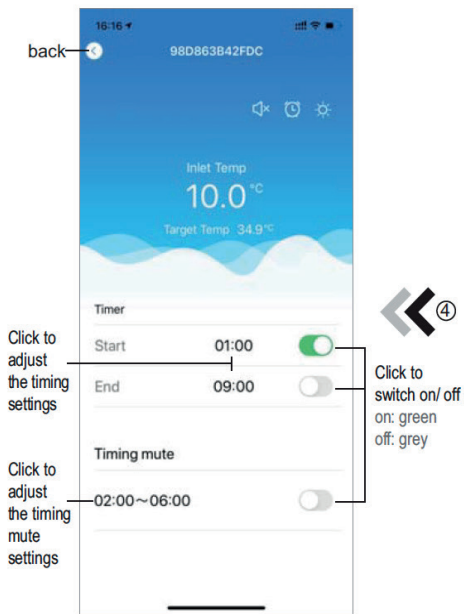 16:16
back
98D863B42FDC
Inlet Temp
10.0 °C
Target Temp 34.9°C
Timer
④
Start 01:00
End 09:00
Click to
adjust
the timing
settings
Click to
switch on/ off
on: green
off: grey
Timing mute
02:00～06:00
Click to
adjust
the timing
mute
settings